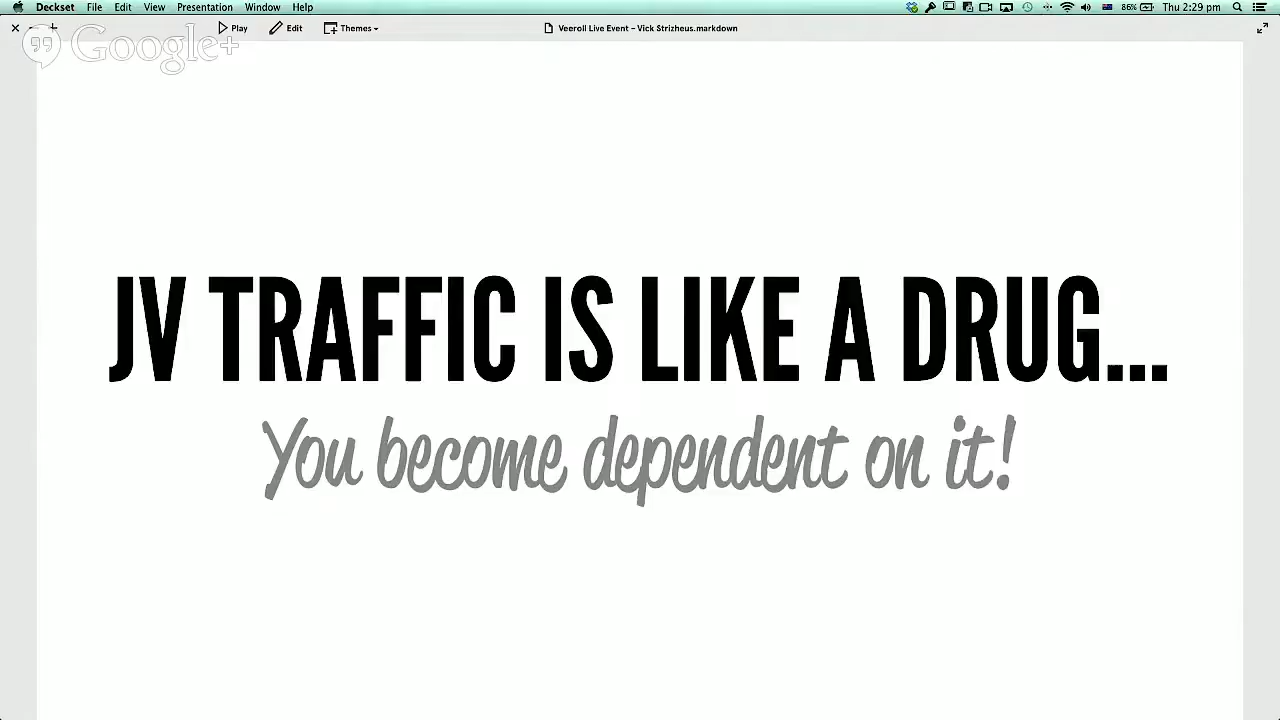 Deckset File Edit View Presentation Window Help 86% Thu 2:29 pm
Play Edit Themes Veeroll Live Event – Vick Strizheus.markdown
Google+
JV TRAFFIC IS LIKE A DRUG...
You become dependent on it!